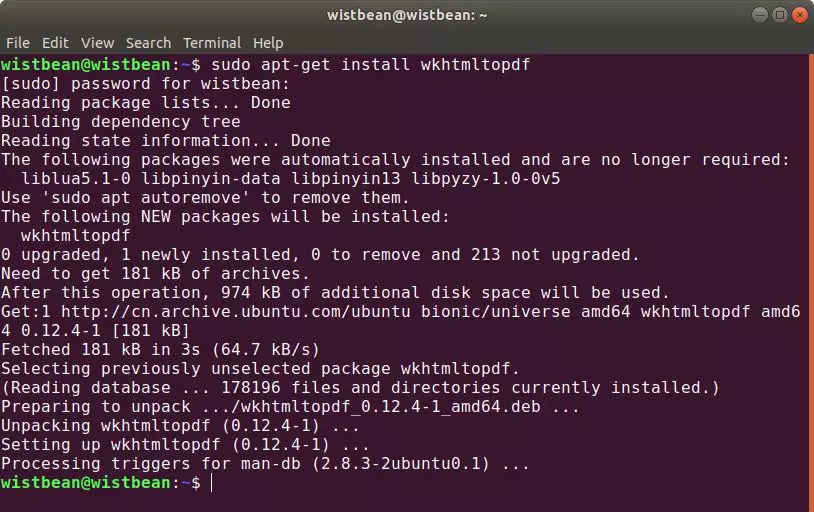 wistbean@wistbean: ~
File Edit View Search Terminal Help
wistbean@wistbean:~$ sudo apt-get install wkhtmltopdf
[sudo] password for wistbean:
Reading package lists... Done
Building dependency tree
Reading state information... Done
The following packages were automatically installed and are no longer required:
  liblua5.1-0 libpinyin-data libpinyin13 libpyzy-1.0-0v5
Use 'sudo apt autoremove' to remove them.
The following NEW packages will be installed:
  wkhtmltopdf
0 upgraded, 1 newly installed, 0 to remove and 213 not upgraded.
Need to get 181 kB of archives.
After this operation, 974 kB of additional disk space will be used.
Get:1 http://cn.archive.ubuntu.com/ubuntu bionic/universe amd64 wkhtmltopdf amd6
4 0.12.4-1 [181 kB]
Fetched 181 kB in 3s (64.7 kB/s)
Selecting previously unselected package wkhtmltopdf.
(Reading database ... 178196 files and directories currently installed.)
Preparing to unpack .../wkhtmltopdf_0.12.4-1_amd64.deb ...
Unpacking wkhtmltopdf (0.12.4-1) ...
Setting up wkhtmltopdf (0.12.4-1) ...
Processing triggers for man-db (2.8.3-2ubuntu0.1) ...
wistbean@wistbean:~$